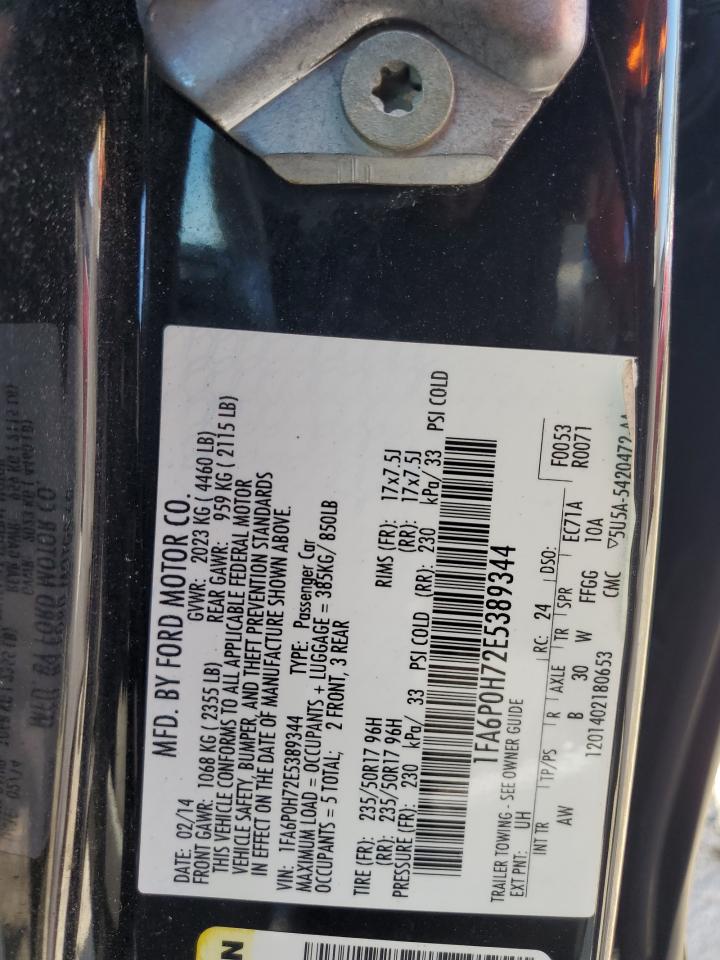 MFD. BY FORD MOTOR CO.
DATE: 02/14 GVWR: 2023 KG ( 4460 LB)
FRONT GAWR: 1068 KG ( 2355 LB) REAR GAWR: 959 KG ( 2115 LB)
THIS VEHICLE CONFORMS TO ALL APPLICABLE FEDERAL MOTOR
VEHICLE SAFETY, BUMPER, AND THEFT PREVENTION STANDARDS
IN EFFECT ON THE DATE OF MANUFACTURE SHOWN ABOVE.
VIN: 1FA6P0H72E5389344 TYPE: Passenger Car
MAXIMUM LOAD = OCCUPANTS + LUGGAGE = 385KG/ 850LB
OCCUPANTS = 5 TOTAL; 2 FRONT, 3 REAR
TIRE (FR): 235/50R17 96H RIMS (FR): 17x7.5J
(RR): 235/50R17 96H (RR): 17x7.5J
PRESSURE (FR): 230 kPa/ 33 PSI COLD (RR): 230 kPa/ 33 PSI COLD
1FA6P0H72E5389344
TRAILER TOWING - SEE OWNER GUIDE
EXT PNT: UH RC: 24 DSO: F0053
R0071
INT TR TP/PS R AXLE TR SPR EC71A
AW B 30 W FFGG 10A
1201402180653 CMC ▽5U5A-5420472-AA